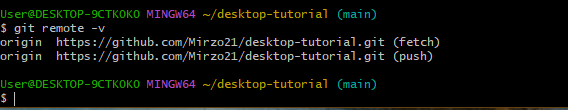 User@DESKTOP-9CTKOKO MINGW64 ~/desktop-tutorial (main)
$ git remote -v
origin  https://github.com/Mirzo21/desktop-tutorial.git (fetch)
origin  https://github.com/Mirzo21/desktop-tutorial.git (push)
User@DESKTOP-9CTKOKO MINGW64 ~/desktop-tutorial (main)
$